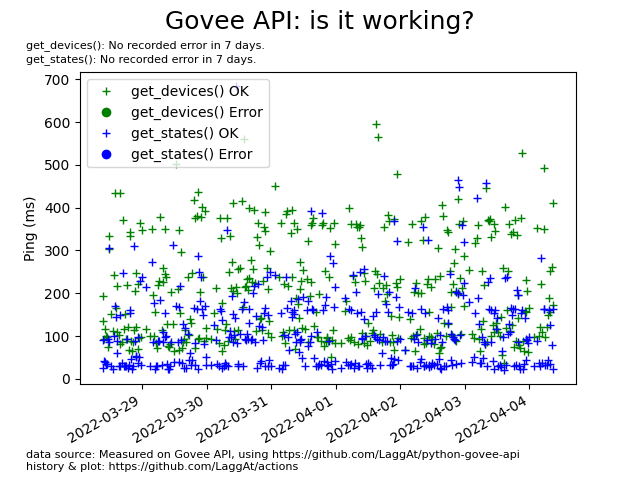 Govee API: is it working?
get_devices(): No recorded error in 7 days.
get_states(): No recorded error in 7 days.
get_devices() OK
get_devices() Error
get_states() OK
get_states() Error
700
600
500
400
300
200
100
0
Ping (ms)
2022-03-29
2022-03-30
2022-03-31
2022-04-01
2022-04-02
2022-04-03
2022-04-04
data source: Measured on Govee API, using https://github.com/LaggAt/python-govee-api
history & plot: https://github.com/LaggAt/actions